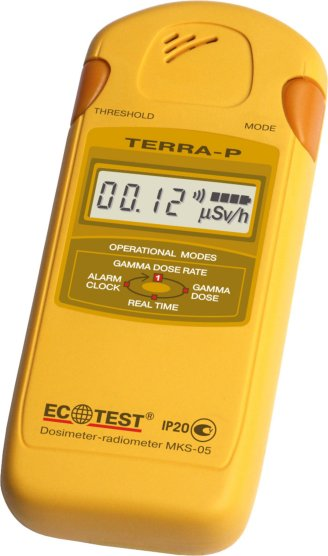 THRESHOLD
MODE
TERRA-P
00.12 µSv/h
OPERATIONAL MODES
GAMMA DOSE RATE
ALARM CLOCK
1
GAMMA DOSE
REAL TIME
ECOTEST® IP20
Dosimeter-radiometer MKS-05